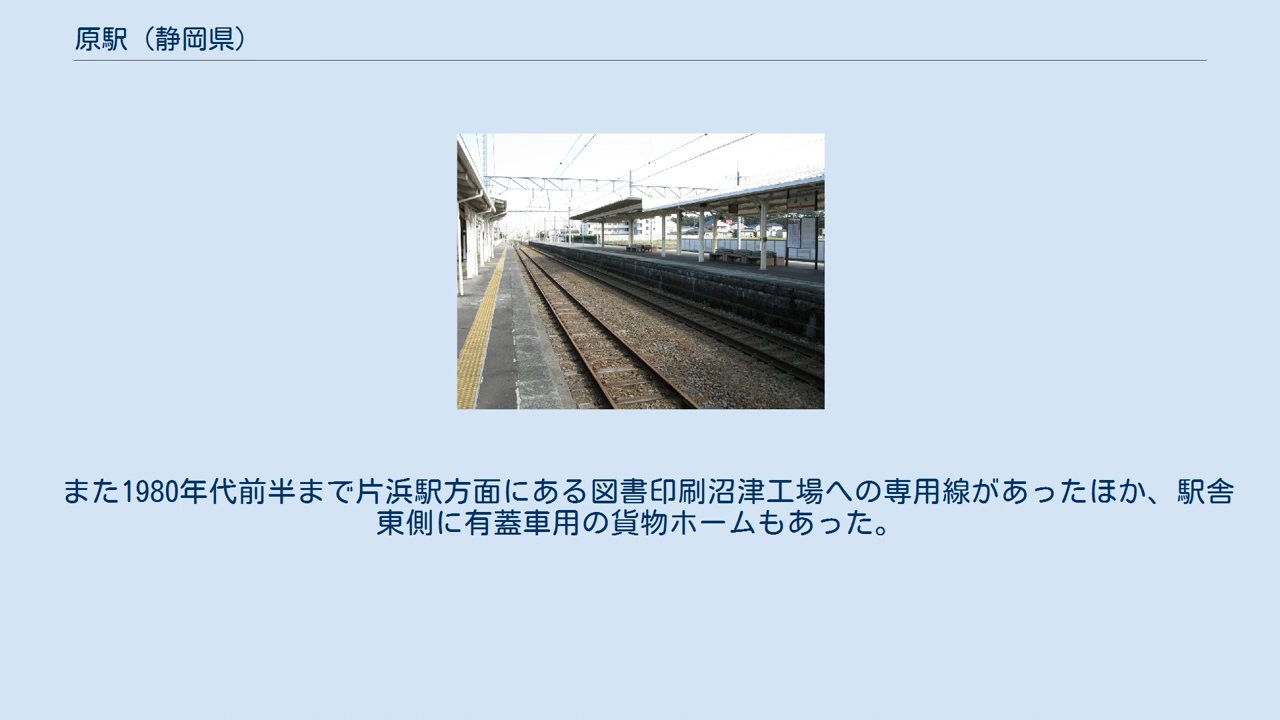 原駅（静岡県）
また1980年代前半まで片浜駅方面にある図書印刷沼津工場への専用線があったほか、駅舎
東側に有蓋車用の貨物ホームもあった。